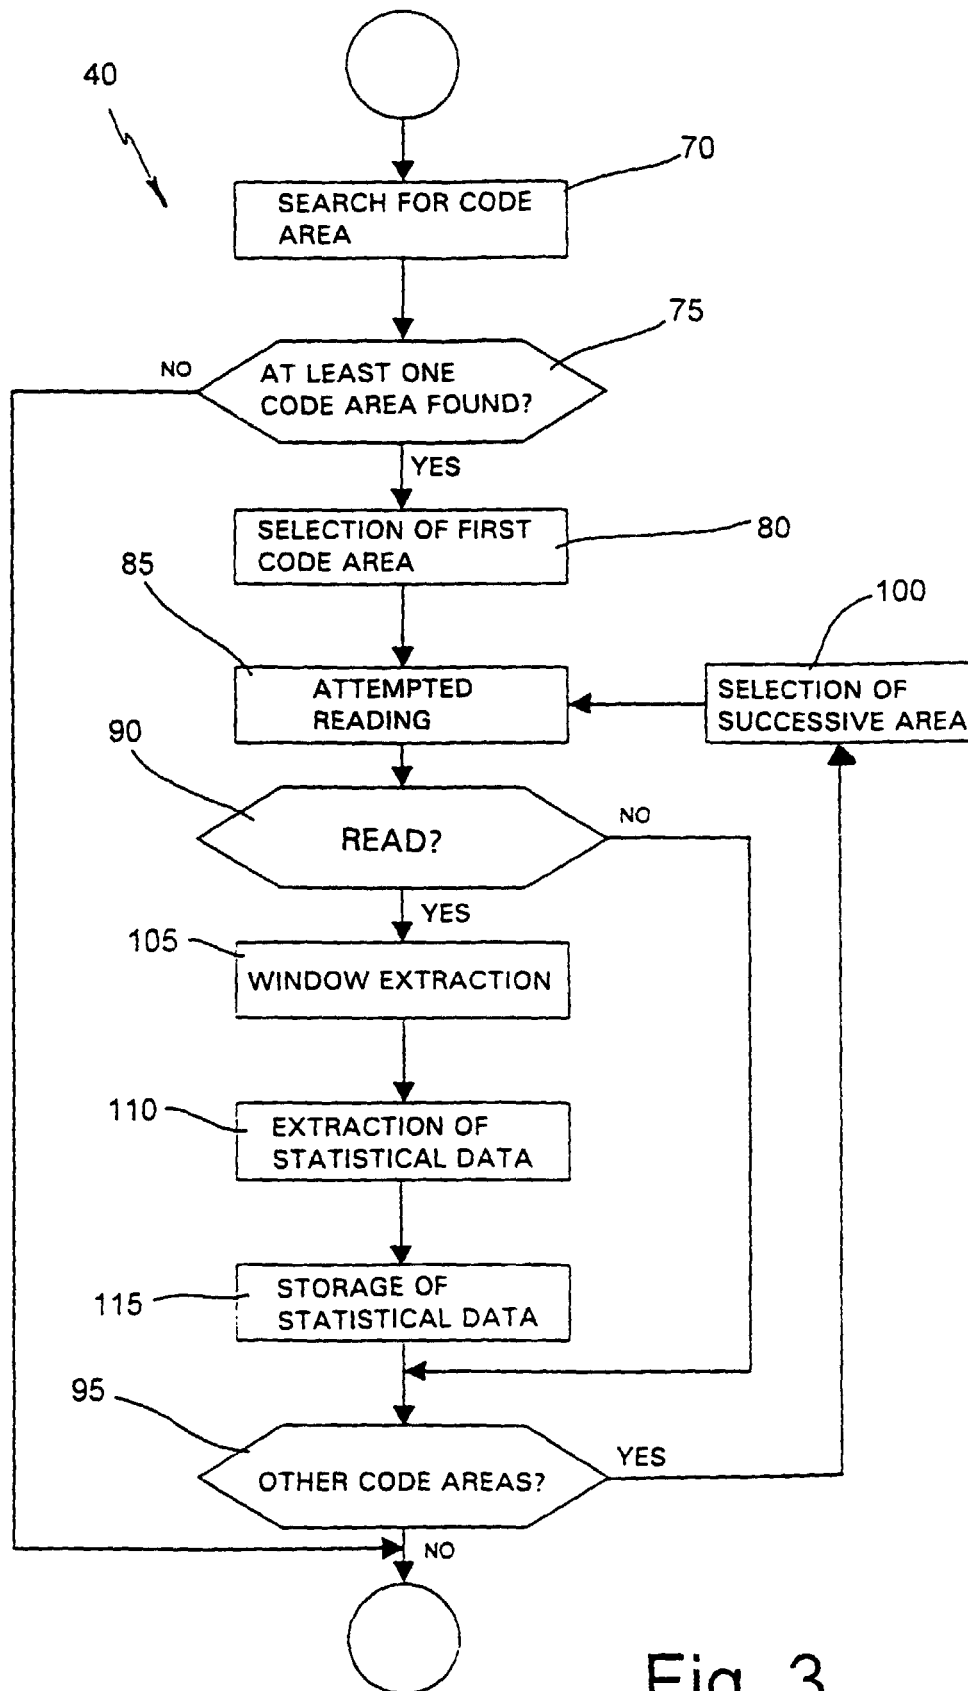 40
70
SEARCH FOR CODE
AREA
75
NO
AT LEAST ONE
CODE AREA FOUND?
YES
SELECTION OF FIRST
CODE AREA
80
85
100
ATTEMPTED
READING
SELECTION OF
SUCCESSIVE AREA
90
NO
READ?
YES
105
WINDOW EXTRACTION
110
EXTRACTION OF
STATISTICAL DATA
115
STORAGE OF
STATISTICAL DATA
95
YES
OTHER CODE AREAS?
NO
Fig. 3